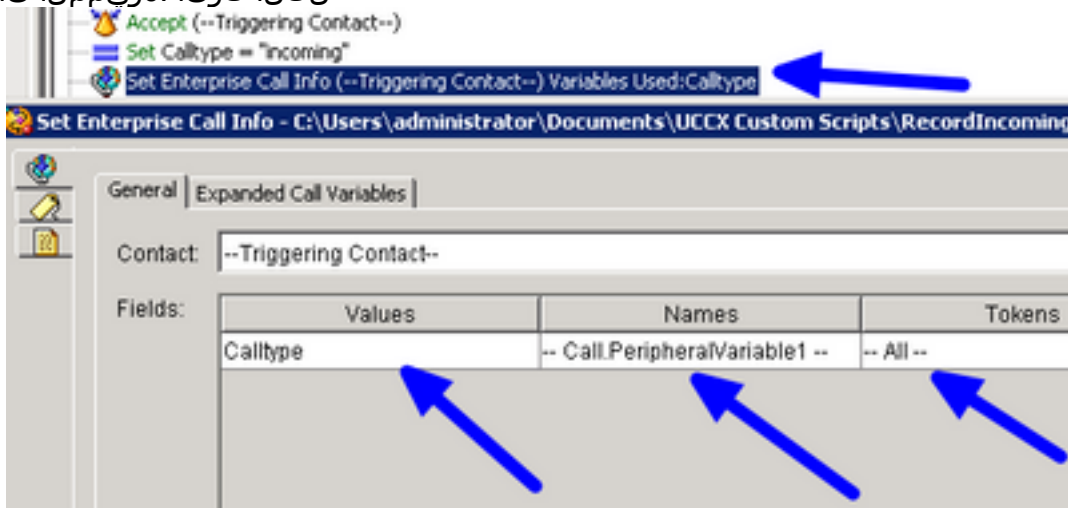 Accept (--Triggering Contact--)
Set Calltype = "incoming"
Set Enterprise Call Info (--Triggering Contact--) Variables Used:Calltype
Set Enterprise Call Info - C:\Users\administrator\Documents\UCCX Custom Scripts\RecordIncoming
General Expanded Call Variables
Contact: --Triggering Contact--
Fields: Values Names Tokens
Calltype -- Call.PeripheralVariable1 -- -- All --